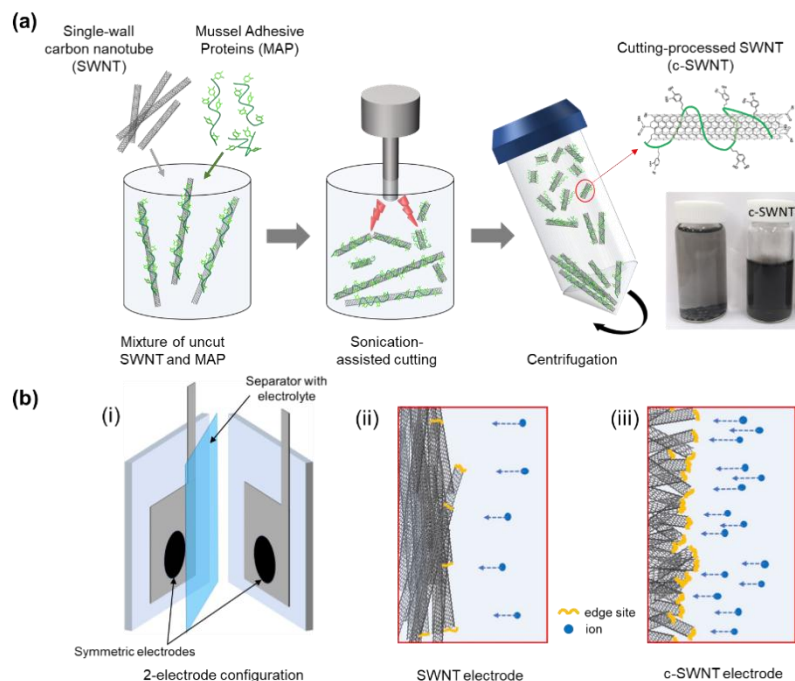 (a)
Single-wall
carbon nanotube
(SWNT)
Mussel Adhesive
Proteins (MAP)
Cutting-processed SWNT
(c-SWNT)
c-SWNT
Mixture of uncut
SWNT and MAP
Sonication-
assisted cutting
Centrifugation
(b)
(i)
Separator with
electrolyte
(ii)
(iii)
edge site
ion
Symmetric electrodes
2-electrode configuration
SWNT electrode
c-SWNT electrode